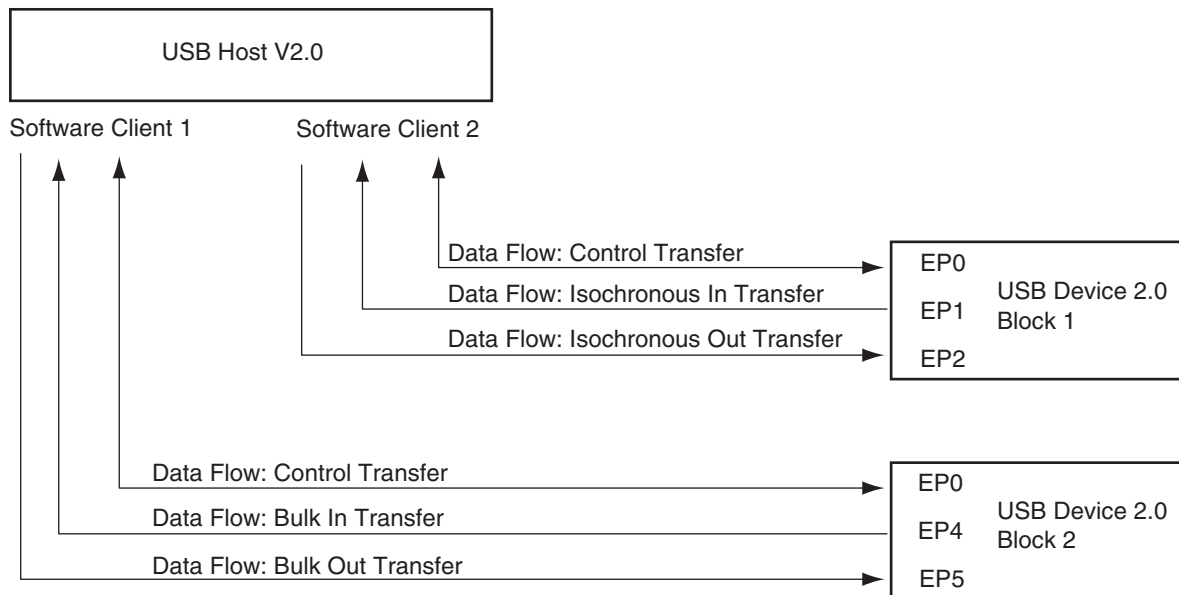 USB Host V2.0
Software Client 1
Software Client 2
Data Flow: Control Transfer
Data Flow: Isochronous In Transfer
Data Flow: Isochronous Out Transfer
EP0
EP1
EP2
USB Device 2.0
Block 1
Data Flow: Control Transfer
Data Flow: Bulk In Transfer
Data Flow: Bulk Out Transfer
EP0
EP4
EP5
USB Device 2.0
Block 2